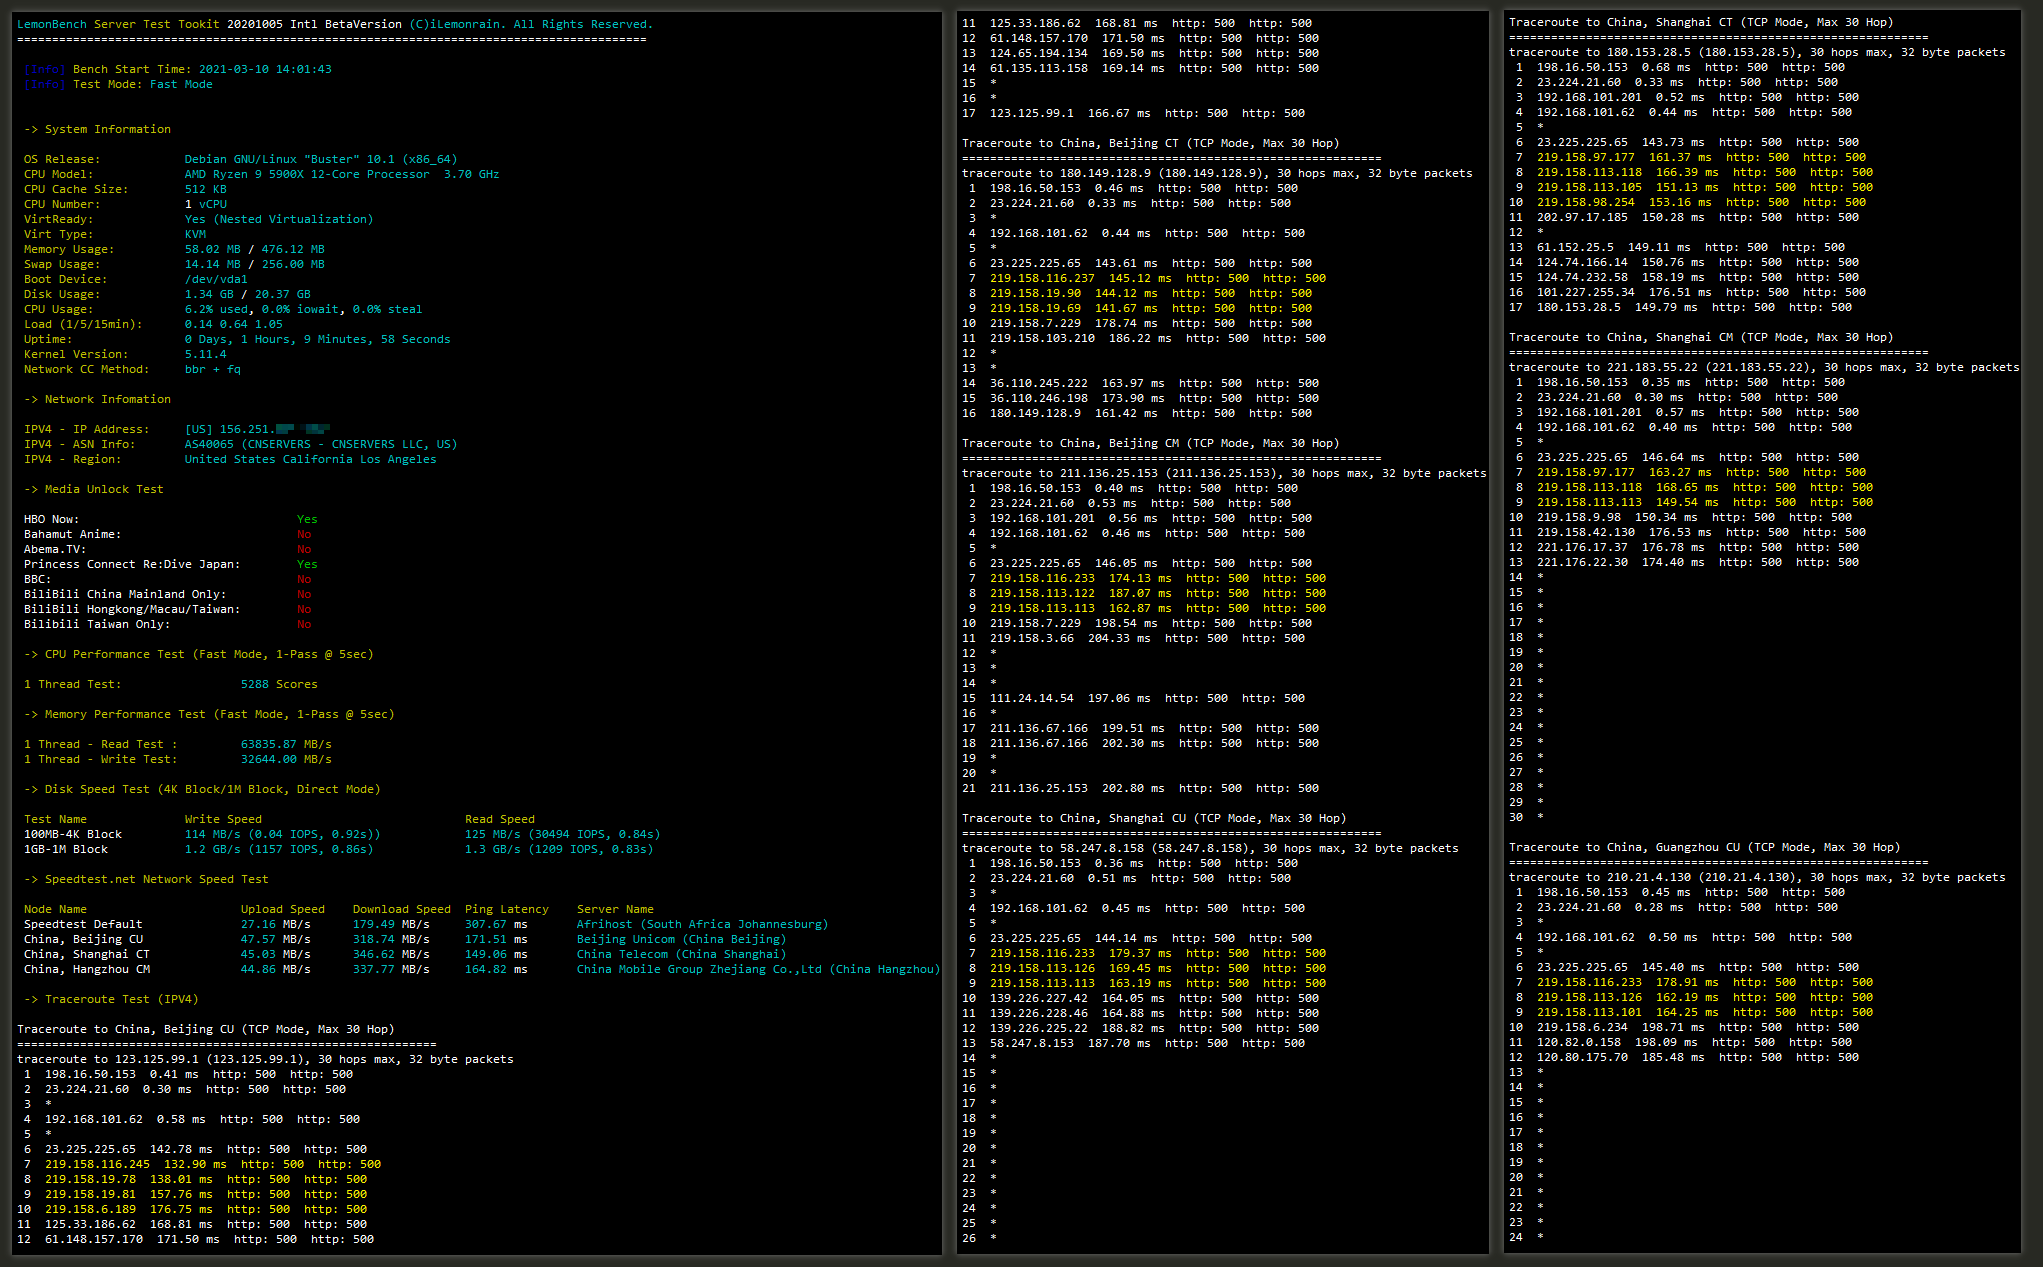 LemonBench Server Test Tookit 20201005 Intl BetaVersion (C)iLemonrain. All Rights Reserved.
==========================================================================================
[Info] Bench Start Time: 2021-03-10 14:01:43
[Info] Test Mode: Fast Mode
-> System Information
OS Release: Debian GNU/Linux "Buster" 10.1 (x86_64)
CPU Model: AMD Ryzen 9 5900X 12-Core Processor 3.70 GHz
CPU Cache Size: 512 KB
CPU Number: 1 vCPU
VirtReady: Yes (Nested Virtualization)
Virt Type: KVM
Memory Usage: 58.02 MB / 476.12 MB
Swap Usage: 14.14 MB / 256.00 MB
Boot Device: /dev/vda1
Disk Usage: 1.34 GB / 20.37 GB
CPU Usage: 6.2% used, 0.0% iowait, 0.0% steal
Load (1/5/15min): 0.14 0.64 1.05
Uptime: 0 Days, 1 Hours, 9 Minutes, 58 Seconds
Kernel Version: 5.11.4
Network CC Method: bbr + fq
-> Network Infomation
IPV4 - IP Address: [US] 156.251.
IPV4 - ASN Info: AS40065 (CNSERVERS - CNSERVERS LLC, US)
IPV4 - Region: United States California Los Angeles
-> Media Unlock Test
HBO Now: Yes
Bahamut Anime: No
Abema.TV: No
Princess Connect Re:Dive Japan: Yes
BBC: No
BiliBili China Mainland Only: No
BiliBili Hongkong/Macau/Taiwan: No
Bilibili Taiwan Only: No
-> CPU Performance Test (Fast Mode, 1-Pass @ 5sec)
1 Thread Test: 5288 Scores
-> Memory Performance Test (Fast Mode, 1-Pass @ 5sec)
1 Thread - Read Test : 63835.87 MB/s
1 Thread - Write Test: 32644.00 MB/s
-> Disk Speed Test (4K Block/1M Block, Direct Mode)
Test Name Write Speed Read Speed
100MB-4K Block 114 MB/s (0.04 IOPS, 0.92s)) 125 MB/s (30494 IOPS, 0.84s)
1GB-1M Block 1.2 GB/s (1157 IOPS, 0.86s) 1.3 GB/s (1209 IOPS, 0.83s)
-> Speedtest.net Network Speed Test
Node Name Upload Speed Download Speed Ping Latency Server Name
Speedtest Default 27.16 MB/s 179.49 MB/s 307.67 ms Afrihost (South Africa Johannesburg)
China, Beijing CU 47.57 MB/s 318.74 MB/s 171.51 ms Beijing Unicom (China Beijing)
China, Shanghai CT 45.03 MB/s 346.62 MB/s 149.06 ms China Telecom (China Shanghai)
China, Hangzhou CM 44.86 MB/s 337.77 MB/s 164.82 ms China Mobile Group Zhejiang Co.,Ltd (China Hangzhou)
-> Traceroute Test (IPV4)
Traceroute to China, Beijing CU (TCP Mode, Max 30 Hop)
============================================================
traceroute to 123.125.99.1 (123.125.99.1), 30 hops max, 32 byte packets
1 198.16.50.153 0.41 ms http: 500 http: 500
2 23.224.21.60 0.30 ms http: 500 http: 500
3 *
4 192.168.101.62 0.58 ms http: 500 http: 500
5 *
6 23.225.225.65 142.78 ms http: 500 http: 500
7 219.158.116.245 132.90 ms http: 500 http: 500
8 219.158.19.78 138.01 ms http: 500 http: 500
9 219.158.19.81 157.76 ms http: 500 http: 500
10 219.158.6.189 176.75 ms http: 500 http: 500
11 125.33.186.62 168.81 ms http: 500 http: 500
12 61.148.157.170 171.50 ms http: 500 http: 500
11 125.33.186.62 168.81 ms http: 500 http: 500
12 61.148.157.170 171.50 ms http: 500 http: 500
13 124.65.194.134 169.50 ms http: 500 http: 500
14 61.135.113.158 169.14 ms http: 500 http: 500
15 *
16 *
17 123.125.99.1 166.67 ms http: 500 http: 500
Traceroute to China, Beijing CT (TCP Mode, Max 30 Hop)
============================================================
traceroute to 180.149.128.9 (180.149.128.9), 30 hops max, 32 byte packets
1 198.16.50.153 0.46 ms http: 500 http: 500
2 23.224.21.60 0.33 ms http: 500 http: 500
3 *
4 192.168.101.62 0.44 ms http: 500 http: 500
5 *
6 23.225.225.65 143.61 ms http: 500 http: 500
7 219.158.116.237 145.12 ms http: 500 http: 500
8 219.158.19.90 144.12 ms http: 500 http: 500
9 219.158.19.69 141.67 ms http: 500 http: 500
10 219.158.7.229 178.74 ms http: 500 http: 500
11 219.158.103.210 186.22 ms http: 500 http: 500
12 *
13 *
14 36.110.245.222 163.97 ms http: 500 http: 500
15 36.110.246.198 173.90 ms http: 500 http: 500
16 180.149.128.9 161.42 ms http: 500 http: 500
Traceroute to China, Beijing CM (TCP Mode, Max 30 Hop)
============================================================
traceroute to 211.136.25.153 (211.136.25.153), 30 hops max, 32 byte packets
1 198.16.50.153 0.40 ms http: 500 http: 500
2 23.224.21.60 0.53 ms http: 500 http: 500
3 192.168.101.201 0.56 ms http: 500 http: 500
4 192.168.101.62 0.46 ms http: 500 http: 500
5 *
6 23.225.225.65 146.05 ms http: 500 http: 500
7 219.158.116.233 174.13 ms http: 500 http: 500
8 219.158.113.122 187.07 ms http: 500 http: 500
9 219.158.113.113 162.87 ms http: 500 http: 500
10 219.158.7.229 198.54 ms http: 500 http: 500
11 219.158.3.66 204.33 ms http: 500 http: 500
12 *
13 *
14 *
15 111.24.14.54 197.06 ms http: 500 http: 500
16 *
17 211.136.67.166 199.51 ms http: 500 http: 500
18 211.136.67.166 202.30 ms http: 500 http: 500
19 *
20 *
21 211.136.25.153 202.80 ms http: 500 http: 500
Traceroute to China, Shanghai CU (TCP Mode, Max 30 Hop)
============================================================
traceroute to 58.247.8.158 (58.247.8.158), 30 hops max, 32 byte packets
1 198.16.50.153 0.36 ms http: 500 http: 500
2 23.224.21.60 0.51 ms http: 500 http: 500
3 *
4 192.168.101.62 0.45 ms http: 500 http: 500
5 *
6 23.225.225.65 144.14 ms http: 500 http: 500
7 219.158.116.233 179.37 ms http: 500 http: 500
8 219.158.113.126 169.45 ms http: 500 http: 500
9 219.158.113.113 163.19 ms http: 500 http: 500
10 139.226.227.42 164.05 ms http: 500 http: 500
11 139.226.228.46 164.88 ms http: 500 http: 500
12 139.226.225.22 188.82 ms http: 500 http: 500
13 58.247.8.153 187.70 ms http: 500 http: 500
14 *
15 *
16 *
17 *
18 *
19 *
20 *
21 *
22 *
23 *
24 *
25 *
26 *
Traceroute to China, Shanghai CT (TCP Mode, Max 30 Hop)
============================================================
traceroute to 180.153.28.5 (180.153.28.5), 30 hops max, 32 byte packets
1 198.16.50.153 0.68 ms http: 500 http: 500
2 23.224.21.60 0.33 ms http: 500 http: 500
3 192.168.101.201 0.52 ms http: 500 http: 500
4 192.168.101.62 0.44 ms http: 500 http: 500
5 *
6 23.225.225.65 143.73 ms http: 500 http: 500
7 219.158.97.177 161.37 ms http: 500 http: 500
8 219.158.113.118 166.39 ms http: 500 http: 500
9 219.158.113.105 151.13 ms http: 500 http: 500
10 219.158.98.254 153.16 ms http: 500 http: 500
11 202.97.17.185 150.28 ms http: 500 http: 500
12 *
13 61.152.25.5 149.11 ms http: 500 http: 500
14 124.74.166.14 150.76 ms http: 500 http: 500
15 124.74.232.58 158.19 ms http: 500 http: 500
16 101.227.255.34 176.51 ms http: 500 http: 500
17 180.153.28.5 149.79 ms http: 500 http: 500
Traceroute to China, Shanghai CM (TCP Mode, Max 30 Hop)
============================================================
traceroute to 221.183.55.22 (221.183.55.22), 30 hops max, 32 byte packets
1 198.16.50.153 0.35 ms http: 500 http: 500
2 23.224.21.60 0.30 ms http: 500 http: 500
3 192.168.101.201 0.57 ms http: 500 http: 500
4 192.168.101.62 0.40 ms http: 500 http: 500
5 *
6 23.225.225.65 146.64 ms http: 500 http: 500
7 219.158.97.177 163.27 ms http: 500 http: 500
8 219.158.113.118 168.65 ms http: 500 http: 500
9 219.158.113.113 149.54 ms http: 500 http: 500
10 219.158.9.98 150.34 ms http: 500 http: 500
11 219.158.42.130 176.53 ms http: 500 http: 500
12 221.176.17.37 176.78 ms http: 500 http: 500
13 221.176.22.30 174.40 ms http: 500 http: 500
14 *
15 *
16 *
17 *
18 *
19 *
20 *
21 *
22 *
23 *
24 *
25 *
26 *
27 *
28 *
29 *
30 *
Traceroute to China, Guangzhou CU (TCP Mode, Max 30 Hop)
============================================================
traceroute to 210.21.4.130 (210.21.4.130), 30 hops max, 32 byte packets
1 198.16.50.153 0.45 ms http: 500 http: 500
2 23.224.21.60 0.28 ms http: 500 http: 500
3 *
4 192.168.101.62 0.50 ms http: 500 http: 500
5 *
6 23.225.225.65 145.40 ms http: 500 http: 500
7 219.158.116.233 178.91 ms http: 500 http: 500
8 219.158.113.126 162.19 ms http: 500 http: 500
9 219.158.113.101 164.25 ms http: 500 http: 500
10 219.158.6.234 198.71 ms http: 500 http: 500
11 120.82.0.158 198.09 ms http: 500 http: 500
12 120.80.175.70 185.48 ms http: 500 http: 500
13 *
14 *
15 *
16 *
17 *
18 *
19 *
20 *
21 *
22 *
23 *
24 *